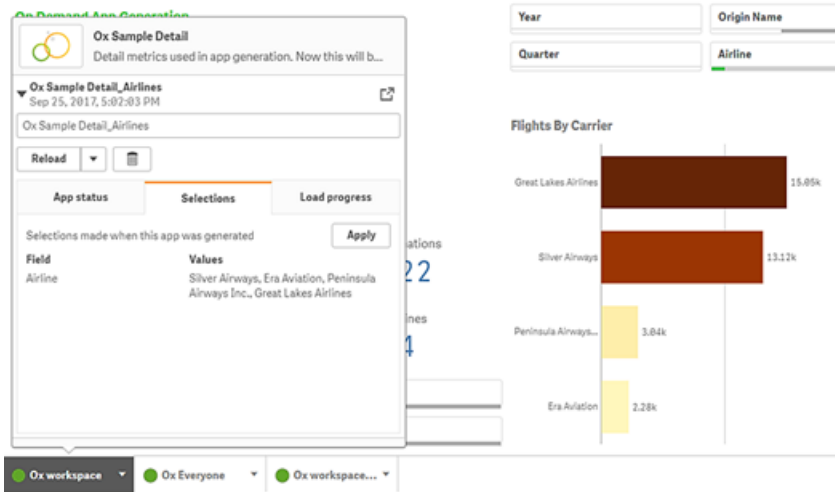 On Demand App Generation
Ox Sample Detail
Detail metrics used in app generation. Now this will b...
Ox Sample Detail_Airlines
Sep 25, 2017, 5:02:03 PM
Ox Sample Detail_Airlines
Reload
App status
Selections
Load progress
Selections made when this app was generated
Apply
Field
Values
Airline
Silver Airways, Era Aviation, Peninsula
Airways Inc., Great Lakes Airlines
ations
22
ines
4
Year
Origin Name
Quarter
Airline
Flights By Carrier
Great Lakes Airlines
15.05k
Silver Airways
13.12k
Peninsula Airways...
3.04k
Era Aviation
2.28k
Ox workspace
Ox Everyone
Ox workspace...